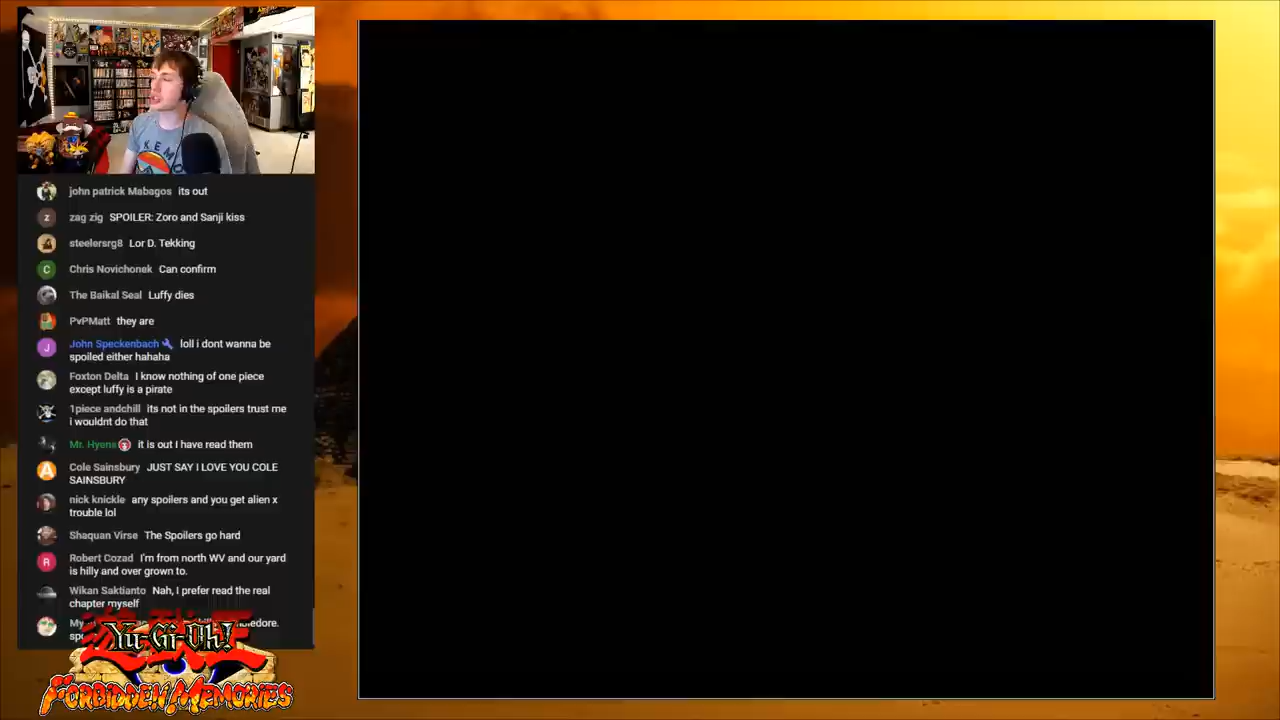 KEMO
john patrick Mabagos its out
zag zig SPOILER: Zoro and Sanji kiss
steelersrg8 Lor D. Tekking
Chris Novichonek Can confirm
The Baikal Seal Luffy dies
PvPMatt they are
John Speckenbach loll i dont wanna be
spoiled either hahaha
Foxton Delta I know nothing of one piece
except luffy is a pirate
1piece andchill its not in the spoilers trust me
i wouldnt do that
Mr. Hyena it is out I have read them
Cole Sainsbury JUST SAY I LOVE YOU COLE
SAINSBURY
nick knickle any spoilers and you get alien x
trouble lol
Shaquan Virse The Spoilers go hard
Robert Cozad I'm from north WV and our yard
is hilly and over grown to.
Wikan Saktianto Nah, I prefer read the real
chapter myself
Yu-Gi-Oh!
Forbidden Memories